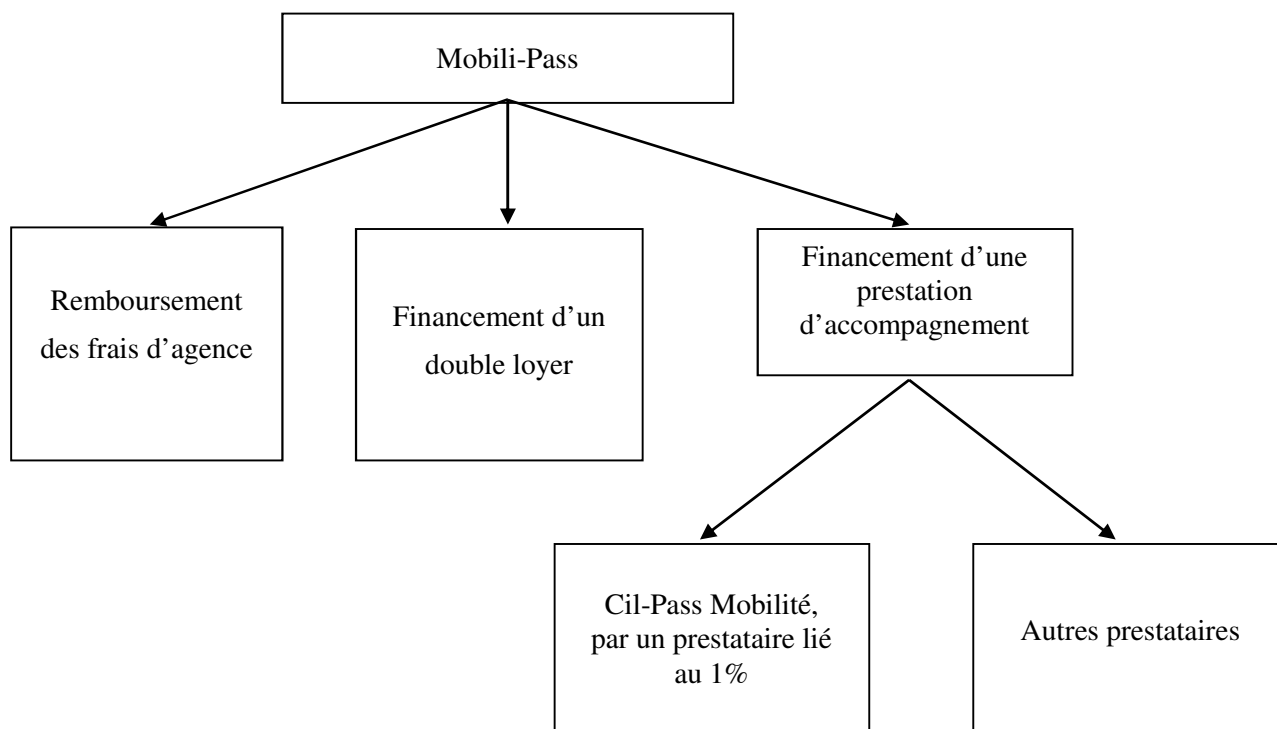 Mobili-Pass
Remboursement
des frais d’agence
Financement d’un
double loyer
Financement d’une
prestation
d’accompagnement
Cil-Pass Mobilité,
par un prestataire lié
au 1%
Autres prestataires